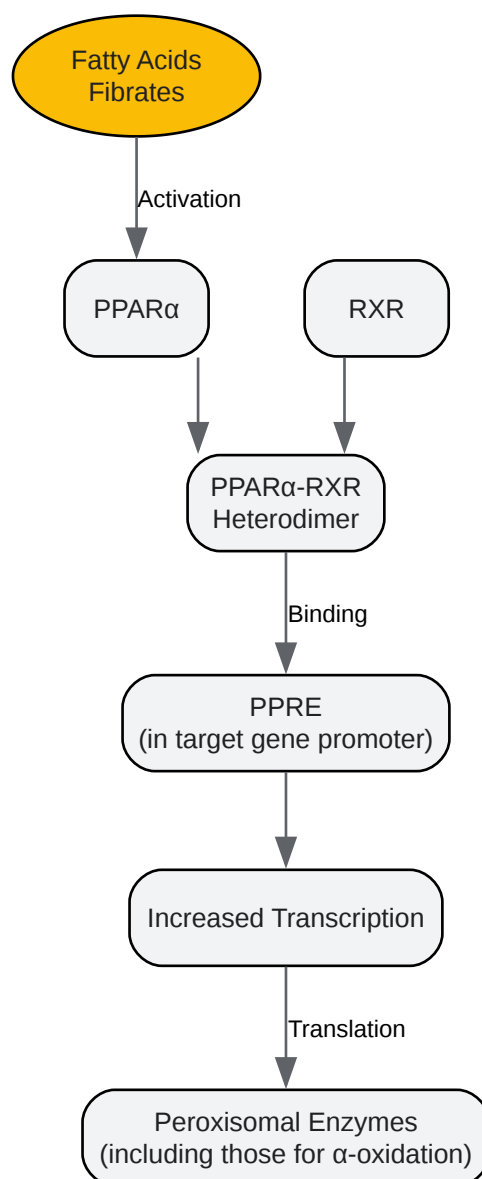 Fatty Acids
Fibrates
Activation
PPARα
RXR
PPARα-RXR
Heterodimer
Binding
PPRE
(in target gene promoter)
Increased Transcription
Translation
Peroxisomal Enzymes
(including those for α-oxidation)